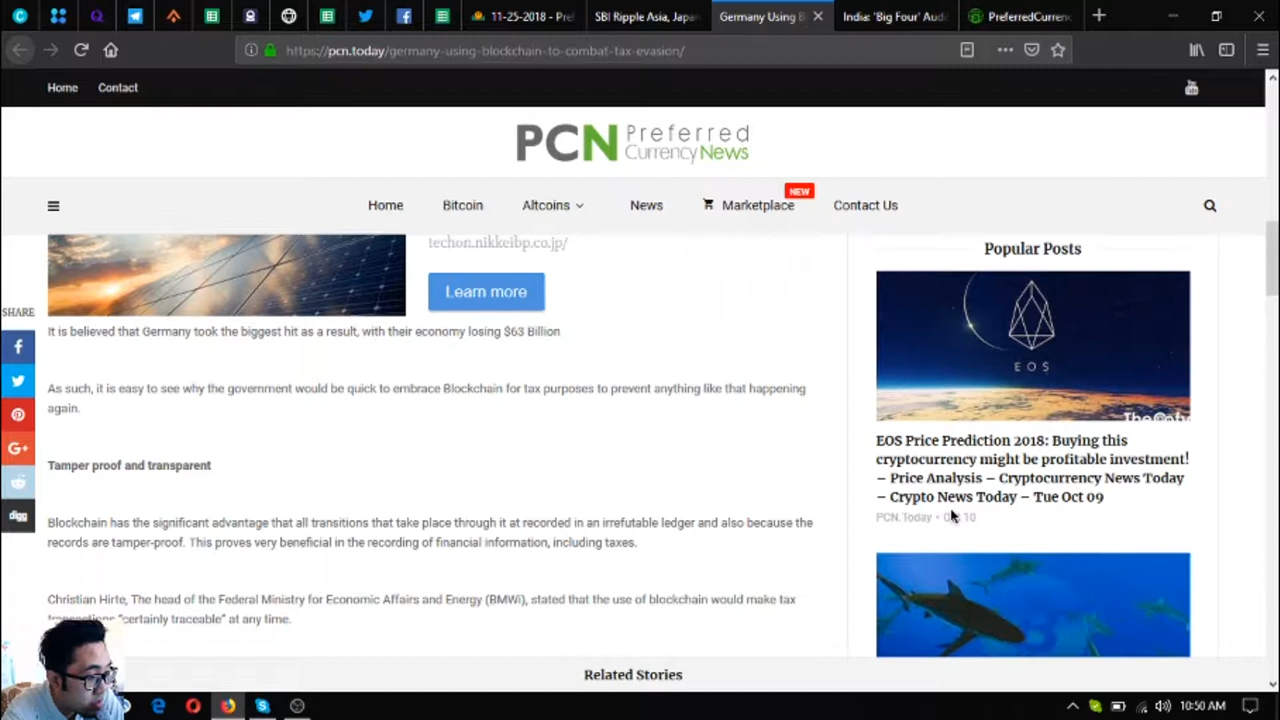 11-25-2018 - Pref
SBI Ripple Asia, Japan
Germany Using B
India: 'Big Four' Audi
PreferredCurrenc
https://pcn.today/germany-using-blockchain-to-combat-tax-evasion/
Home
Contact
PCN Preferred
CurrencyNews
NEW
Home
Bitcoin
Altcoins
News
Marketplace
Contact Us
techon.nikkeibp.co.jp/
Learn more
SHARE
It is believed that Germany took the biggest hit as a result, with their economy losing $63 Billion
As such, it is easy to see why the government would be quick to embrace Blockchain for tax purposes to prevent anything like that happening
again.
Tamper proof and transparent
digg
Blockchain has the significant advantage that all transitions that take place through it at recorded in an irrefutable ledger and also because the
records are tamper-proof. This proves very beneficial in the recording of financial information, including taxes.
Christian Hirte, The head of the Federal Ministry for Economic Affairs and Energy (BMWi), stated that the use of blockchain would make tax
"certainly traceable" at any time.
Popular Posts
EOS
EOS Price Prediction 2018: Buying this
cryptocurrency might be profitable investment!
– Price Analysis – Cryptocurrency News Today
– Crypto News Today – Tue Oct 09
PCN.Today • 10
Related Stories
10:50 AM